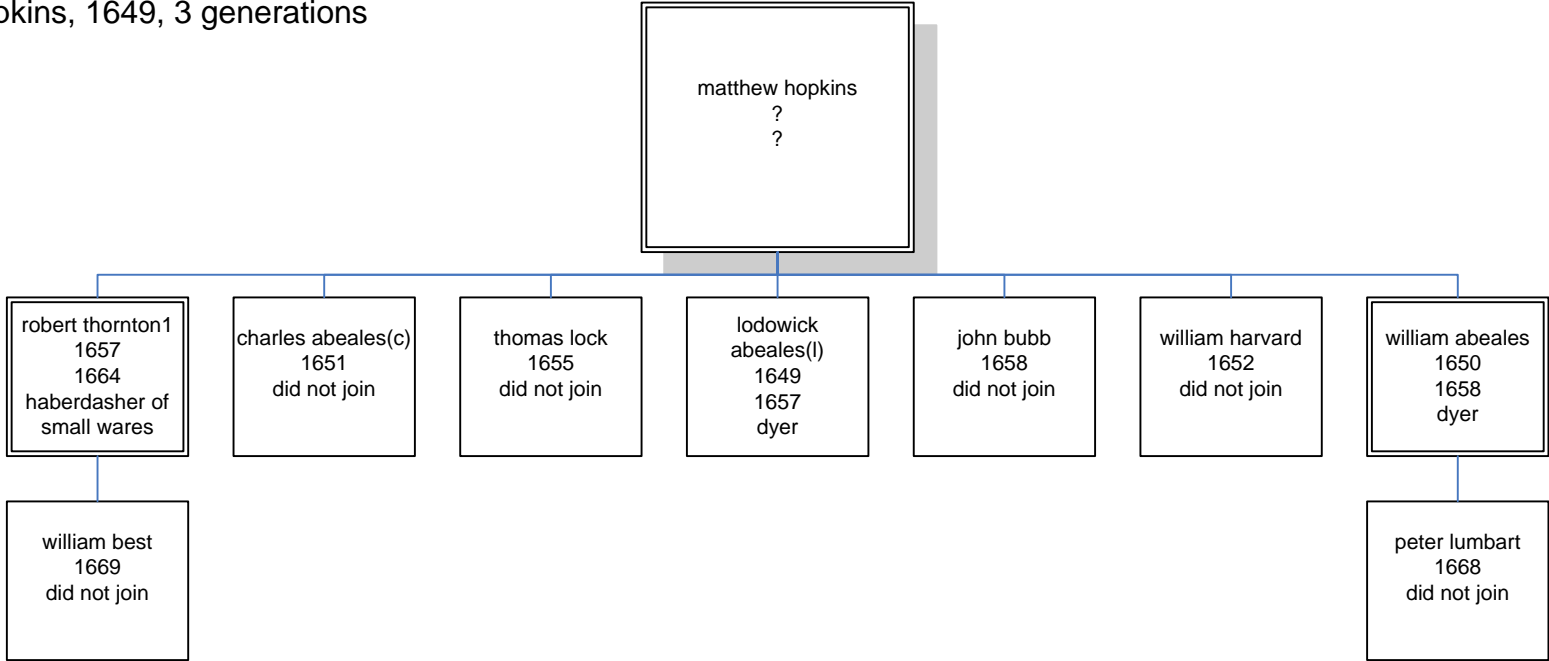 okins, 1649, 3 generations
matthew hopkins
?
?
robert thornton1
1657
1664
haberdasher of
small wares
charles abeales(c)
1651
did not join
thomas lock
1655
did not join
lodowick
abeales(l)
1649
1657
dyer
john bubb
1658
did not join
william harvard
1652
did not join
william abeales
1650
1658
dyer
william best
1669
did not join
peter lumbart
1668
did not join